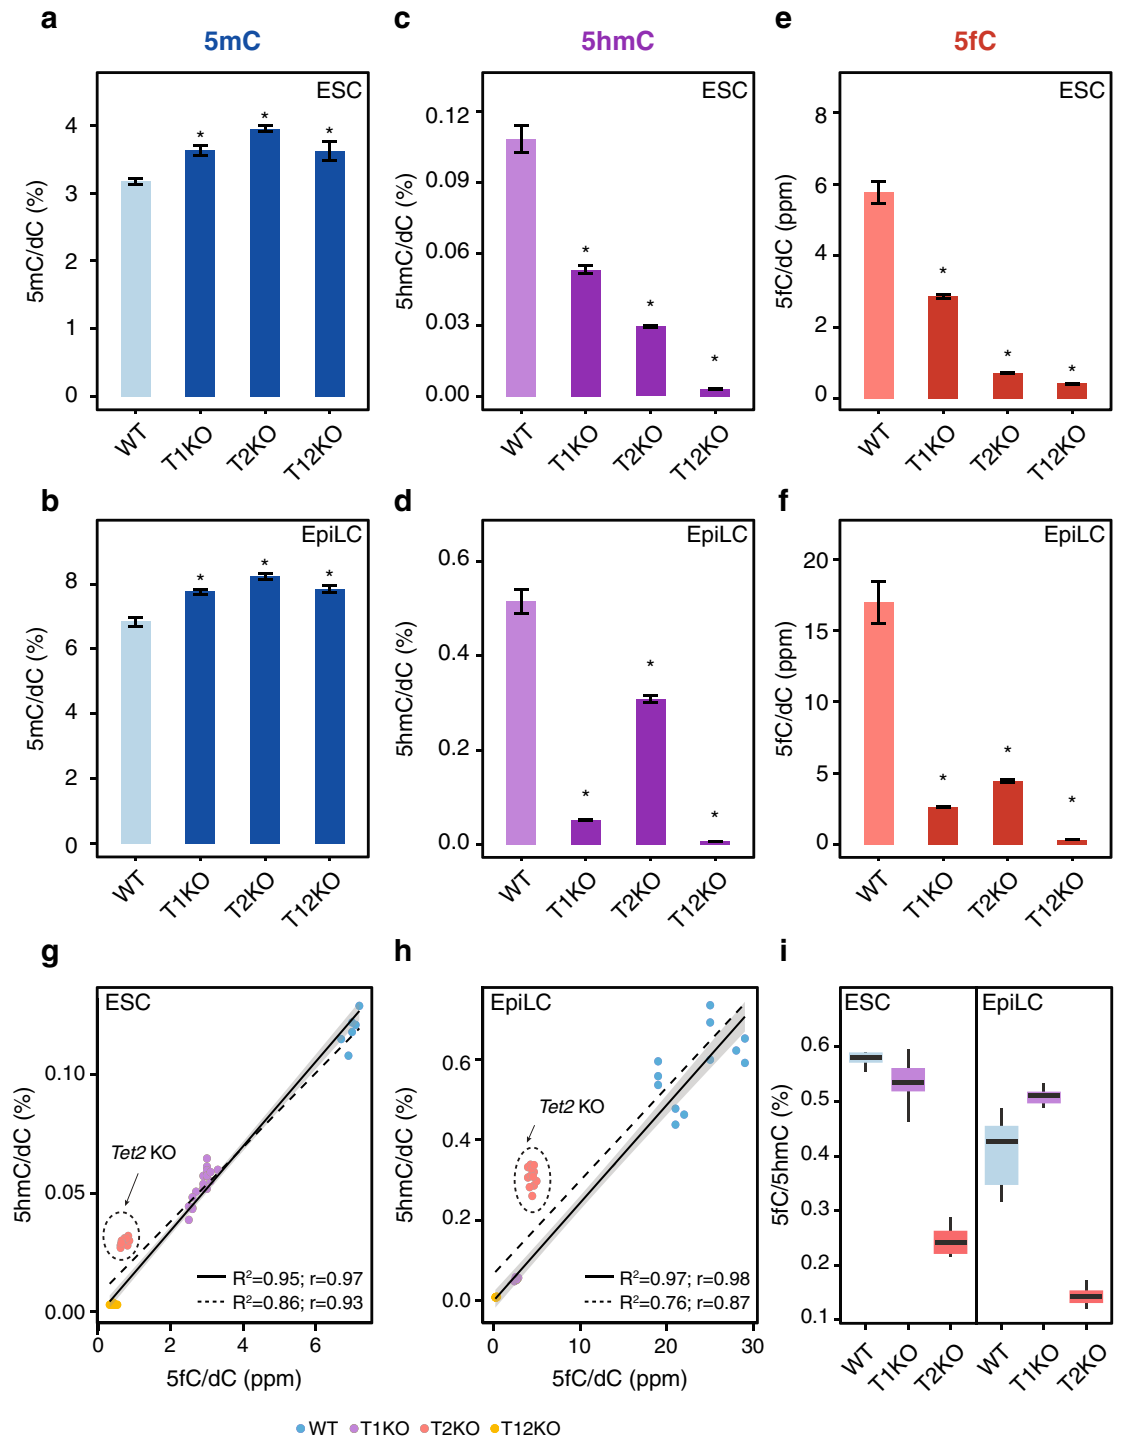 a
5mC
ESC
5mC/dC (%)
4
3
2
1
0
*
*
*
WT
T1KO
T2KO
T12KO
c
5hmC
ESC
5hmC/dC (%)
0.12
0.09
0.06
0.03
0.00
*
*
*
WT
T1KO
T2KO
T12KO
e
5fC
ESC
5fC/dC (ppm)
8
6
4
2
0
*
*
*
WT
T1KO
T2KO
T12KO
b
EpiLC
5mC/dC (%)
8
6
4
2
0
*
*
*
WT
T1KO
T2KO
T12KO
d
EpiLC
5hmC/dC (%)
0.6
0.4
0.2
0.0
*
*
*
WT
T1KO
T2KO
T12KO
f
EpiLC
5fC/dC (ppm)
20
15
10
5
0
*
*
*
WT
T1KO
T2KO
T12KO
g
ESC
5hmC/dC (%)
0.10
0.05
0.00
Tet2 KO
R²=0.95; r=0.97
R²=0.86; r=0.93
0 2 4 6
5fC/dC (ppm)
h
EpiLC
5hmC/dC (%)
0.6
0.4
0.2
0.0
Tet2 KO
R²=0.97; r=0.98
R²=0.76; r=0.87
0 10 20 30
5fC/dC (ppm)
i
ESC
EpiLC
5fC/5hmC (%)
0.6
0.5
0.4
0.3
0.2
0.1
WT
T1KO
T2KO
WT
T1KO
T2KO
WT T1KO T2KO T12KO